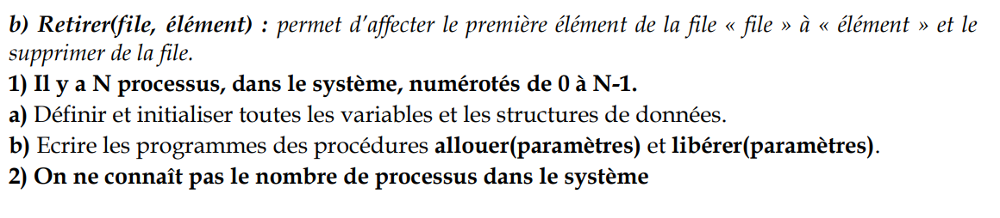 b) Retirer(file, élément) : permet d’affecter le première élément de la file « file » à « élément » et le
supprimer de la file.
1) Il y a N processus, dans le système, numérotés de 0 à N-1.
a) Définir et initialiser toutes les variables et les structures de données.
b) Ecrire les programmes des procédures allouer(paramètres) et libérer(paramètres).
2) On ne connaît pas le nombre de processus dans le système